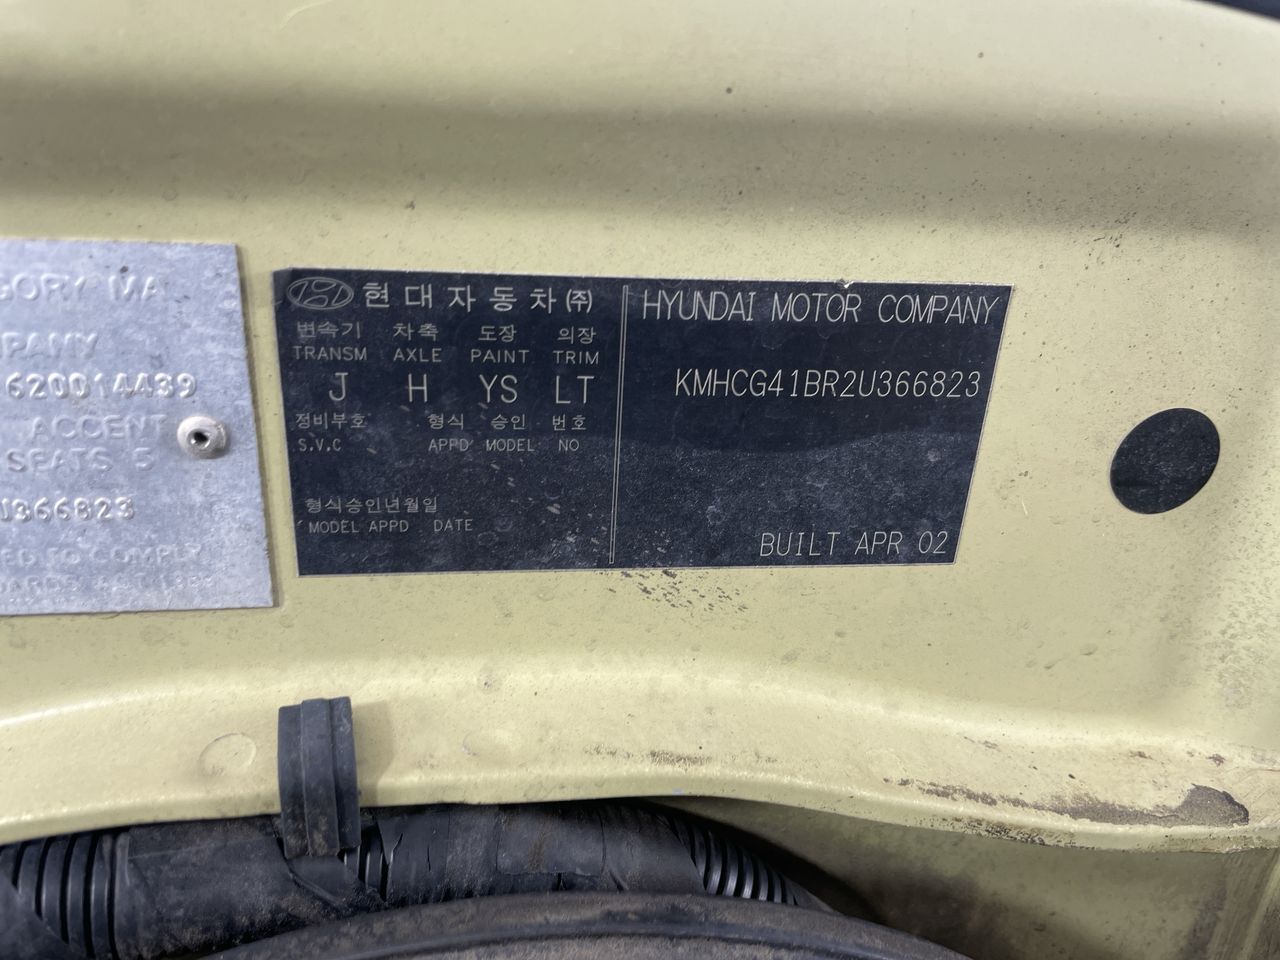 GORY MA
MPANY
620014439
ACCENT
SEATS 5
U366823
TO COMPLY
현대자동차(주)
변속기 차축 도장 의장
TRANSM AXLE PAINT TRIM
J H YS LT
정비부호 형식 승인 번호
S.V.C APPD MODEL NO
형식승인년월일
MODEL APPD DATE
HYUNDAI MOTOR COMPANY
KMHCG41BR2U366823
BUILT APR 02